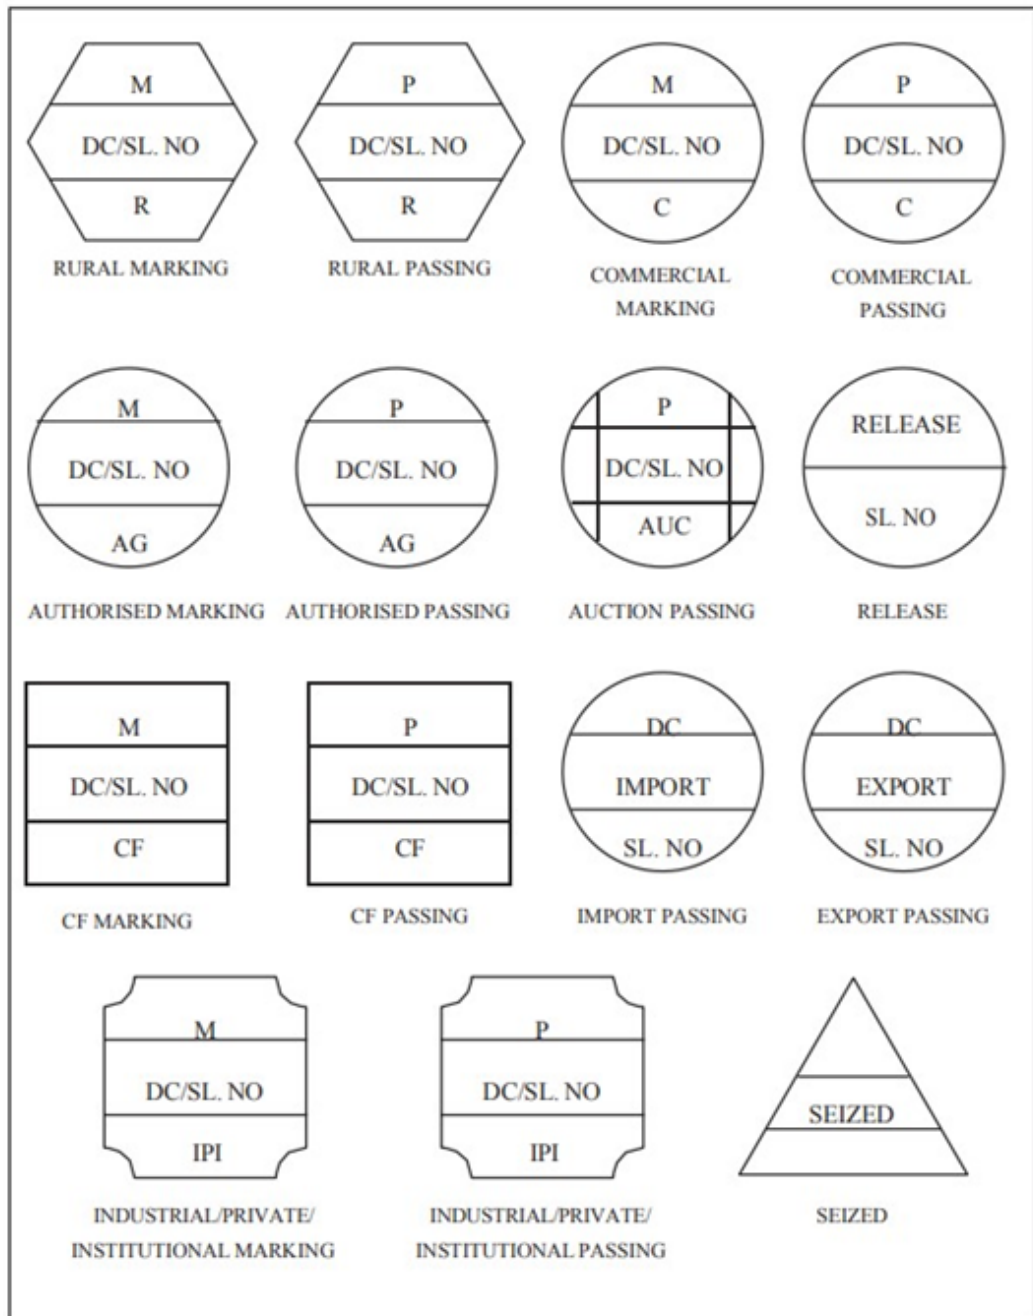 M
DC/SL. NO
R
RURAL MARKING
P
DC/SL. NO
R
RURAL PASSING
M
DC/SL. NO
C
COMMERCIAL
MARKING
P
DC/SL. NO
C
COMMERCIAL
PASSING
M
DC/SL. NO
AG
AUTHORISED MARKING
P
DC/SL. NO
AG
AUTHORISED PASSING
P
DC/SL. NO
AUC
AUCTION PASSING
RELEASE
SL. NO
RELEASE
M
DC/SL. NO
CF
CF MARKING
P
DC/SL. NO
CF
CF PASSING
DC
IMPORT
SL. NO
IMPORT PASSING
DC
EXPORT
SL. NO
EXPORT PASSING
M
DC/SL. NO
IPI
INDUSTRIAL/PRIVATE/
INSTITUTIONAL MARKING
P
DC/SL. NO
IPI
INDUSTRIAL/PRIVATE/
INSTITUTIONAL PASSING
SEIZED
SEIZED